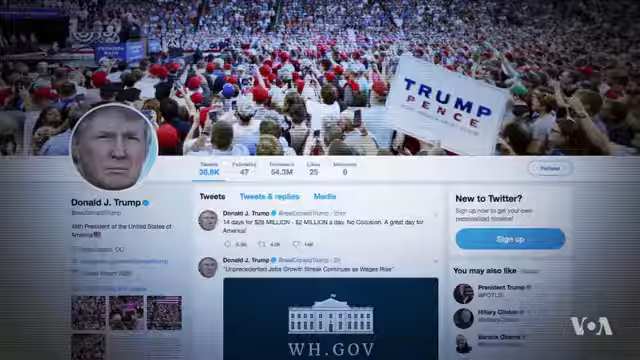 TRUMP
PENCE
Tweets
Following
Followers
Likes
Moments
36.8K
47
54.3M
25
6
Follow
Donald J. Trump
@realDonaldTrump
45th President of the United States of
America
Washington, DC
Tweets
Tweets & replies
Media
Donald J. Trump @realDonaldTrump
14 days for $28 MILLION - $2 MILLION a day. No Collusion. A great day for
America!
Donald J. Trump @realDonaldTrump
"Unprecedented Jobs Growth Streak Continues as Wages Rise"
WH.GOV
New to Twitter?
Sign up now to get your own
personalized timeline!
Sign up
You may also like
President Trump
@POTUS
Hillary Clinton
Barack Obama
VOA